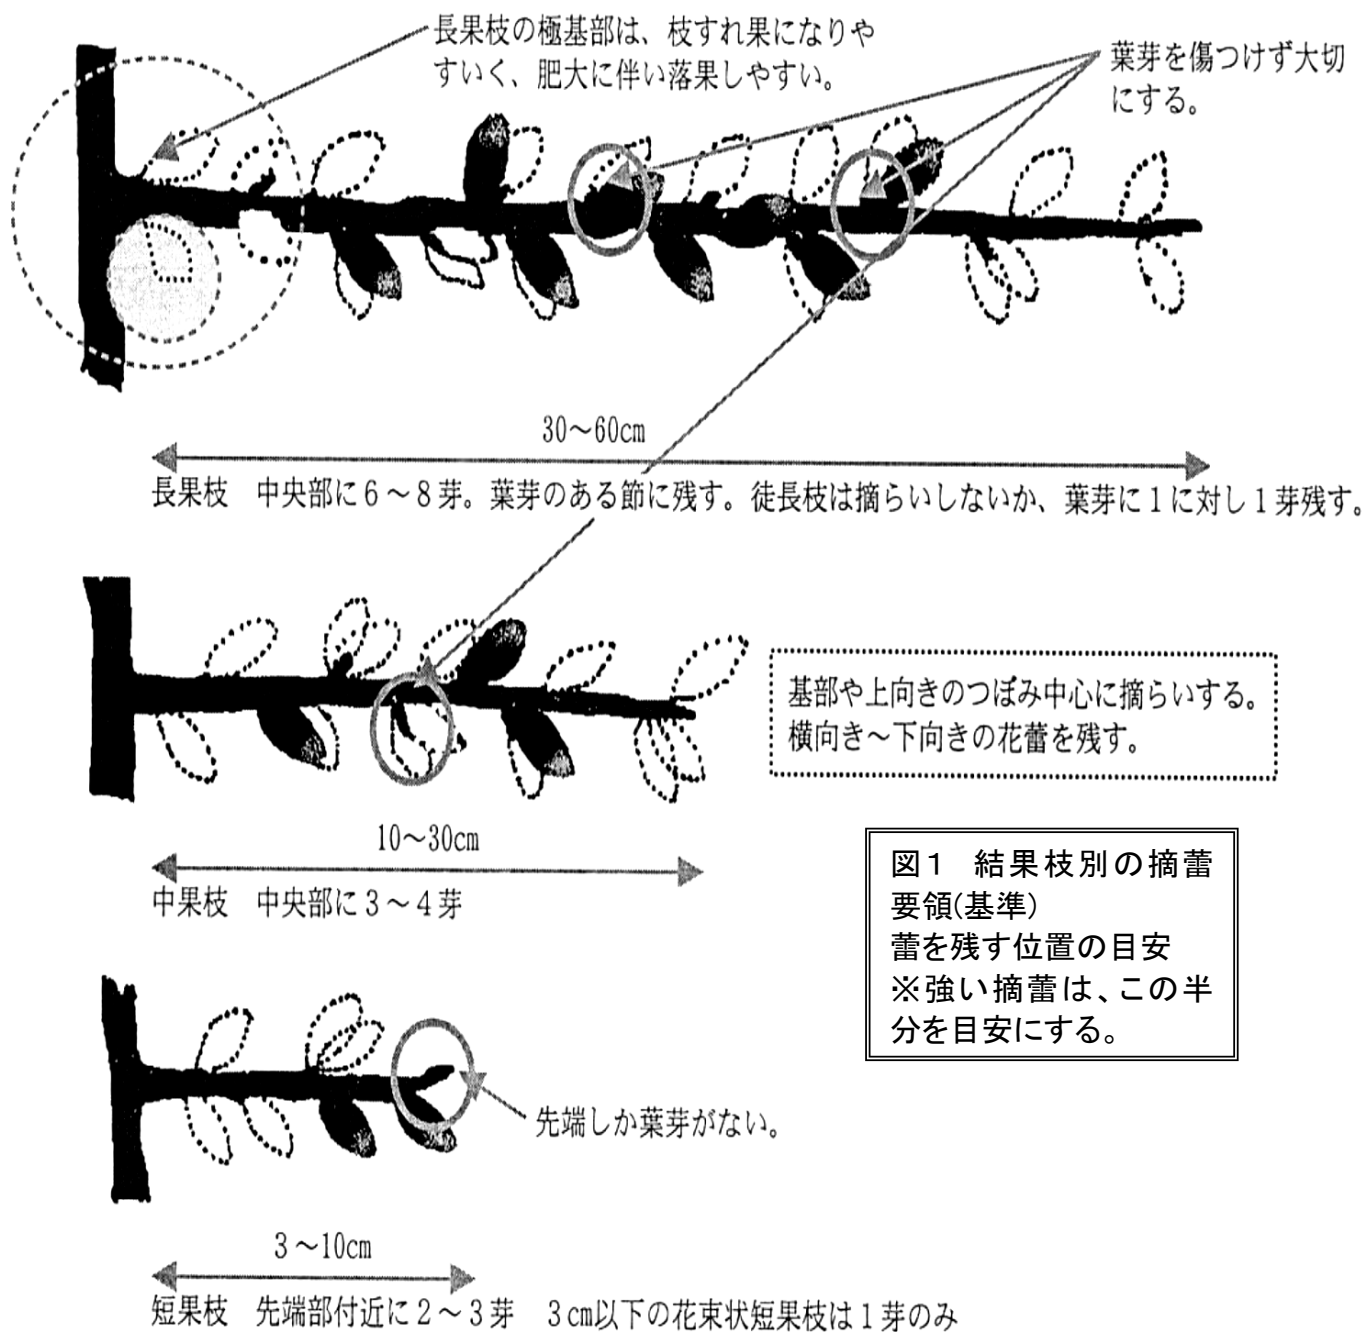 長果枝の極基部は、枝すれ果になりや
すいく、肥大に伴い落果しやすい。
葉芽を傷つけず大切
にする。
30～60cm
長果枝　中央部に６～８芽。葉芽のある節に残す。徒長枝は摘らいしないか、葉芽に１に対し１芽残す。
基部や上向きのつぼみ中心に摘らいする。
横向き～下向きの花蕾を残す。
10～30cm
中果枝　中央部に３～４芽
図１　結果枝別の摘蕾
要領(基準)
蕾を残す位置の目安
※強い摘蕾は、この半
分を目安にする。
先端しか葉芽がない。
３～10cm
短果枝　先端部付近に２～３芽　３cm以下の花束状短果枝は１芽のみ